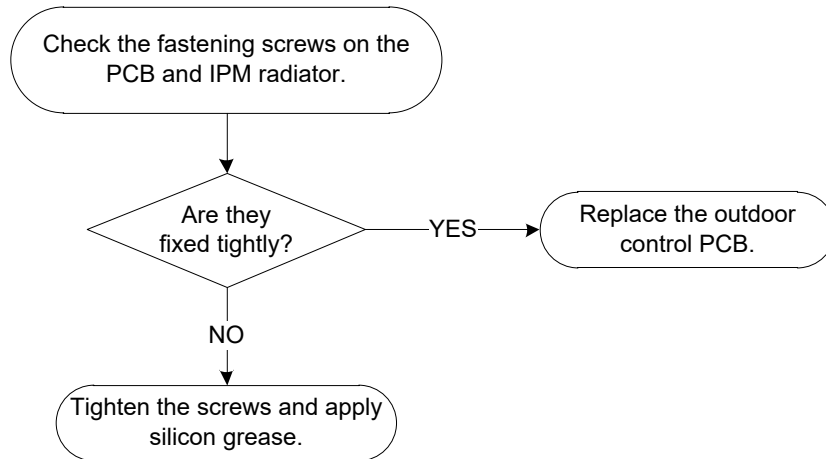 Check the fastening screws on the
PCB and IPM radiator.
Are they
fixed tightly?
YES
Replace the outdoor
control PCB.
NO
Tighten the screws and apply
silicon grease.